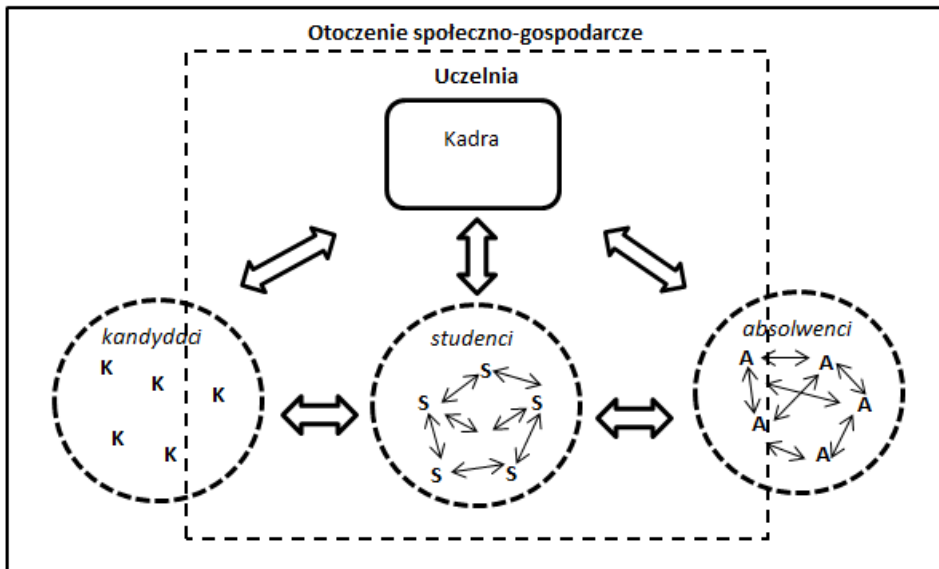 Otoczenie społeczno-gospodarcze
Uczelnia
Kadra
kandydaci
studenci
absolwenci
K
K
K
K
K
S
S
S
S
S
A
A
A
A
A